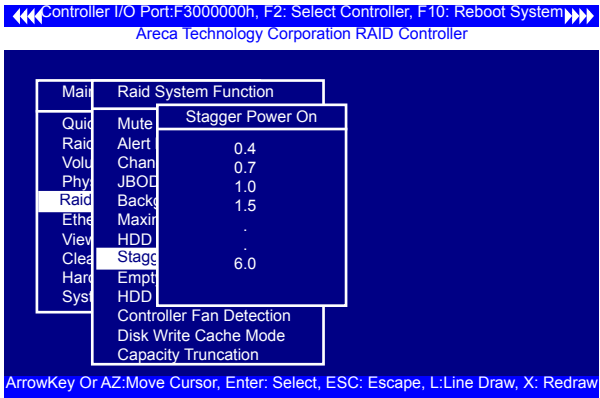 Controller I/O Port:F3000000h, F2: Select Controller, F10: Reboot System
Areca Technology Corporation RAID Controller
Mai
Quic
Raid
Volu
Phy
Raid
Ethe
View
Clea
Hard
Syst
Raid System Function
Mute
Alert
Chan
JBOD
Backg
Maxim
HDD
Stagg
Empt
HDD
Controller Fan Detection
Disk Write Cache Mode
Capacity Truncation
Stagger Power On
0.4
0.7
1.0
1.5
.
.
6.0
ArrowKey Or AZ:Move Cursor, Enter: Select, ESC: Escape, L:Line Draw, X: Redraw